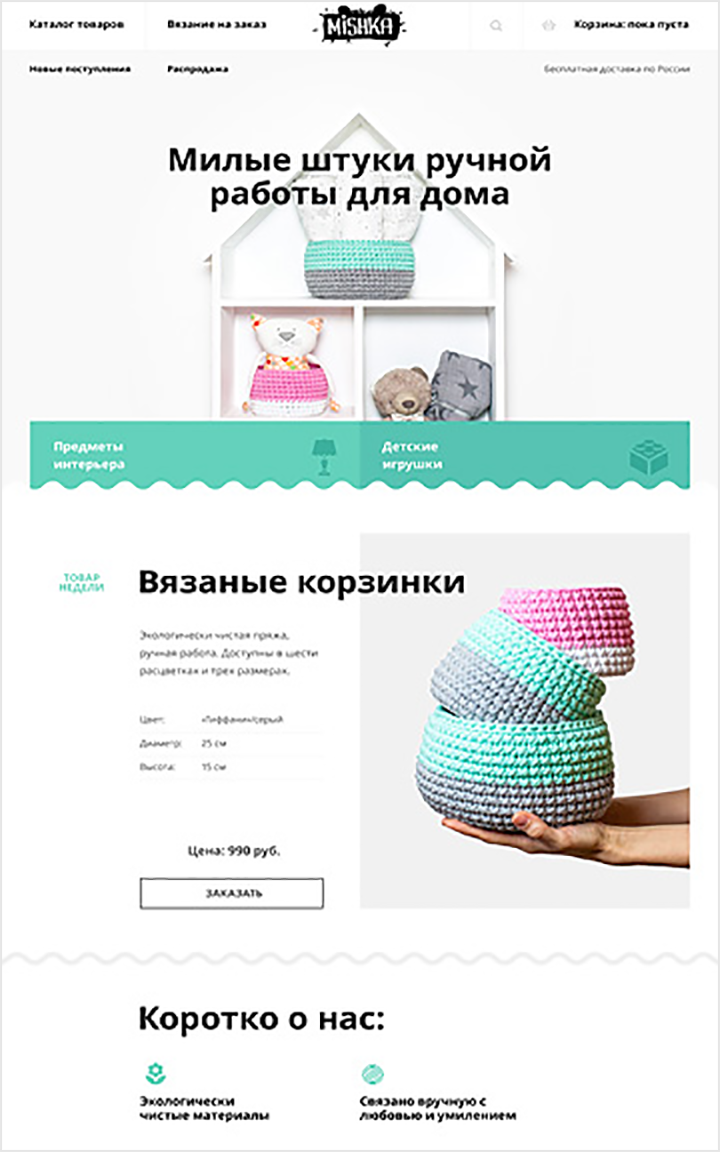 Каталог товаров
Вязание на заказ
MiSHKA
Корзина: пока пуста
Новые поступления
Распродажа
бесплатная доставка по России
Милые штуки ручной
работы для дома
Предметы
интерьера
Детские
игрушки
ТОВАР
НЕДЕЛИ
Вязаные корзинки
Экологически чистая пряжа,
ручная работа. Доступны в шести
расцветках и трех размерах.
Цвет: «Тиффани»/серый
Диаметр: 25 см
Высота: 15 см
Цена: 990 руб.
ЗАКАЗАТЬ
Коротко о нас:
Экологически
чистые материалы
Связано вручную с
любовью и умилением